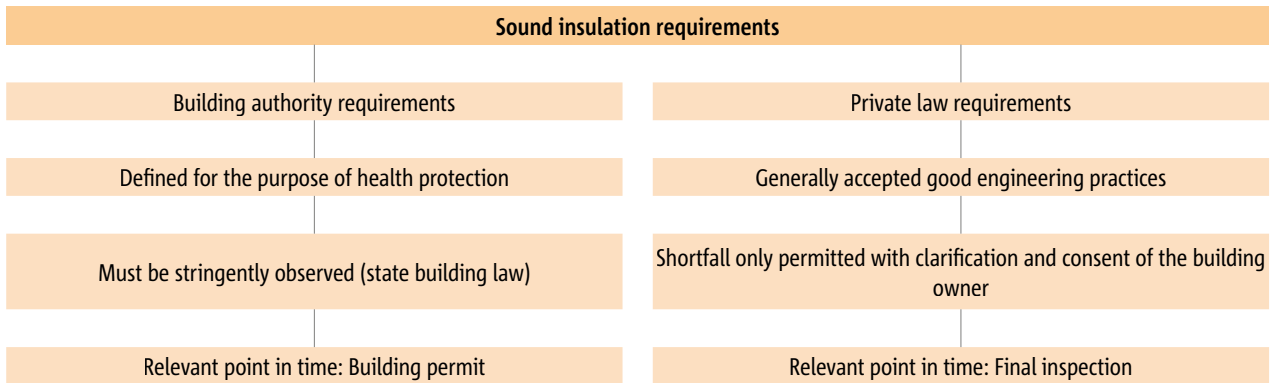 Sound insulation requirements
Building authority requirements
Defined for the purpose of health protection
Must be stringently observed (state building law)
Relevant point in time: Building permit
Private law requirements
Generally accepted good engineering practices
Shortfall only permitted with clarification and consent of the building
owner
Relevant point in time: Final inspection